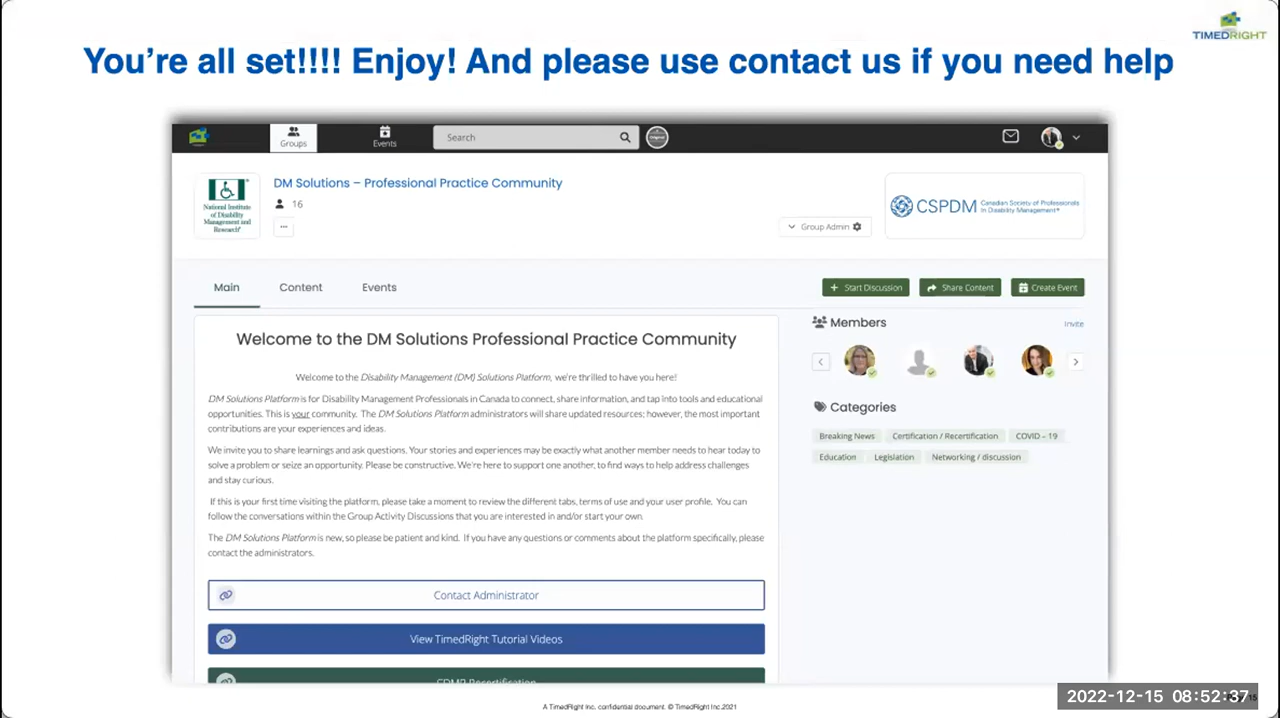 TIMEDRIGHT
You're all set!!!! Enjoy! And please use contact us if you need help
Groups
Events
Search
National Institute
of Disability
Management and
Research
DM Solutions – Professional Practice Community
16
...
Group Admin
CSPDM Canadian Society of Professionals
in Disability Management
Main
Content
Events
+ Start Discussion
Share Content
Create Event
Welcome to the DM Solutions Professional Practice Community
Welcome to the Disability Management (DM) Solutions Platform, we're thrilled to have you here!
DM Solutions Platform is for Disability Management Professionals in Canada to connect, share information, and tap into tools and educational
opportunities. This is your community. The DM Solutions Platform administrators will share updated resources; however, the most important
contributions are your experiences and ideas.
We invite you to share learnings and ask questions. Your stories and experiences may be exactly what another member needs to hear today to
solve a problem or seize an opportunity. Please be constructive. We're here to support one another, to find ways to help address challenges
and stay curious.
If this is your first time visiting the platform, please take a moment to review the different tabs, terms of use and your user profile. You can
follow the conversations within the Group Activity Discussions that you are interested in and/or start your own.
The DM Solutions Platform is new, so please be patient and kind. If you have any questions or comments about the platform specifically, please
contact the administrators.
Contact Administrator
View TimedRight Tutorial Videos
Members
Invite
Categories
Breaking News
Certification / Recertification
COVID – 19
Education
Legislation
Networking / discussion
A TimedRight Inc. confidential document. © TimedRight Inc.2021
2022-12-15 08:52:37